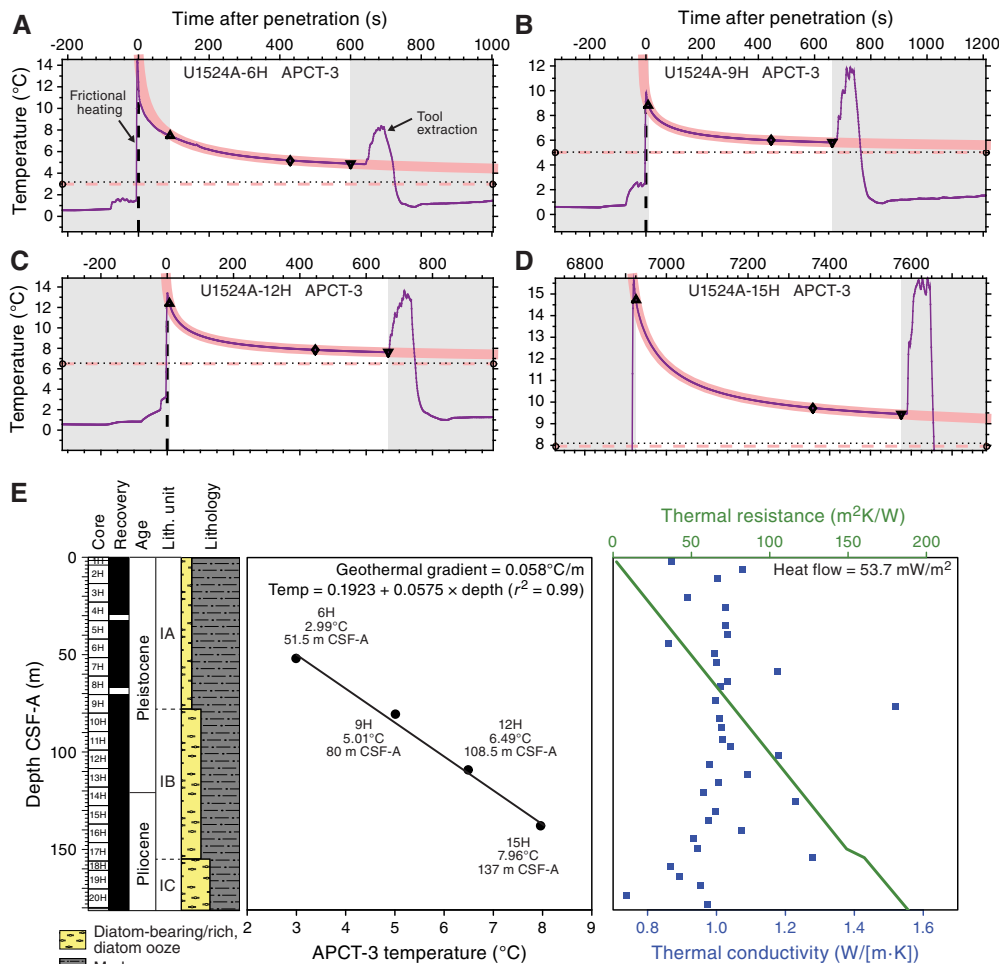 A
Time after penetration (s)
-200 0 200 400 600 800 1000
U1524A-6H APCT-3
Frictional
heating
Tool
extraction
Temperature (°C)
14
12
10
8
6
4
2
0
B
Time after penetration (s)
-200 0 200 400 600 800 1000 1200
U1524A-9H APCT-3
12
10
8
6
4
2
0
C
-200 0 200 400 600 800
U1524A-12H APCT-3
Temperature (°C)
14
12
10
8
6
4
2
0
D
6800 7000 7200 7400 7600
U1524A-15H APCT-3
15
14
13
12
11
10
9
8
E
Core
Recovery
Age
Lith. unit
Lithology
Depth CSF-A (m)
0
50
100
150
1H
2H
3H
4H
5H
6H
7H
8H
9H
10H
11H
12H
13H
14H
15H
16H
17H
18H
19H
20H
Pleistocene
Pliocene
IA
IB
IC
Geothermal gradient = 0.058°C/m
Temp = 0.1923 + 0.0575 × depth (r² = 0.99)
6H
2.99°C
51.5 m CSF-A
9H
5.01°C
80 m CSF-A
12H
6.49°C
108.5 m CSF-A
15H
7.96°C
137 m CSF-A
2 3 4 5 6 7 8 9
APCT-3 temperature (°C)
Thermal resistance (m²K/W)
0 50 100 150 200
Heat flow = 53.7 mW/m²
0.8 1.0 1.2 1.4 1.6
Thermal conductivity (W/[m·K])
Diatom-bearing/rich,
diatom ooze